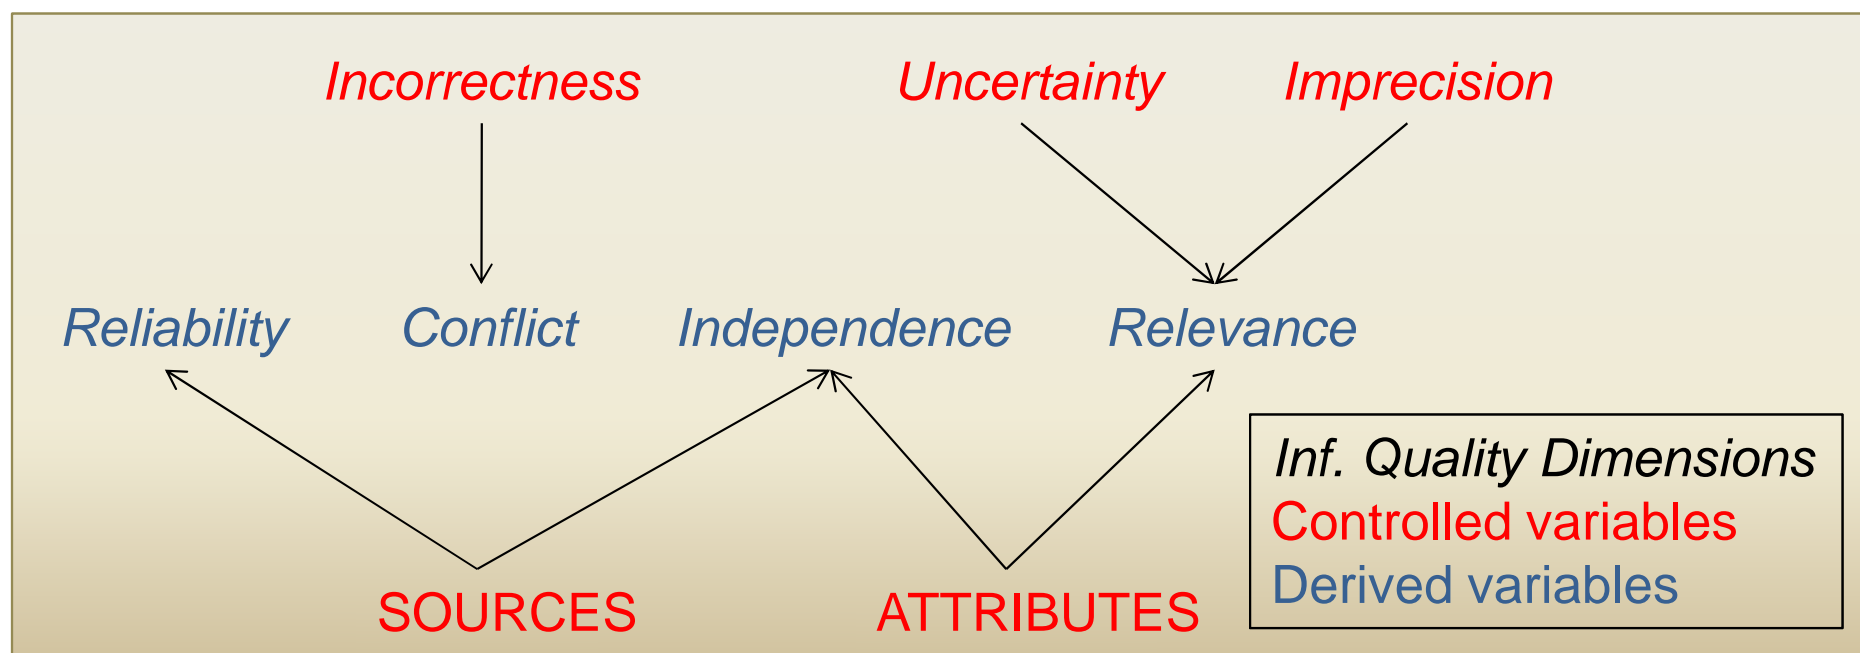 Incorrectness Uncertainty Imprecision
Reliability Conflict Independence Relevance
Inf. Quality Dimensions
Controlled variables
Derived variables
SOURCES ATTRIBUTES